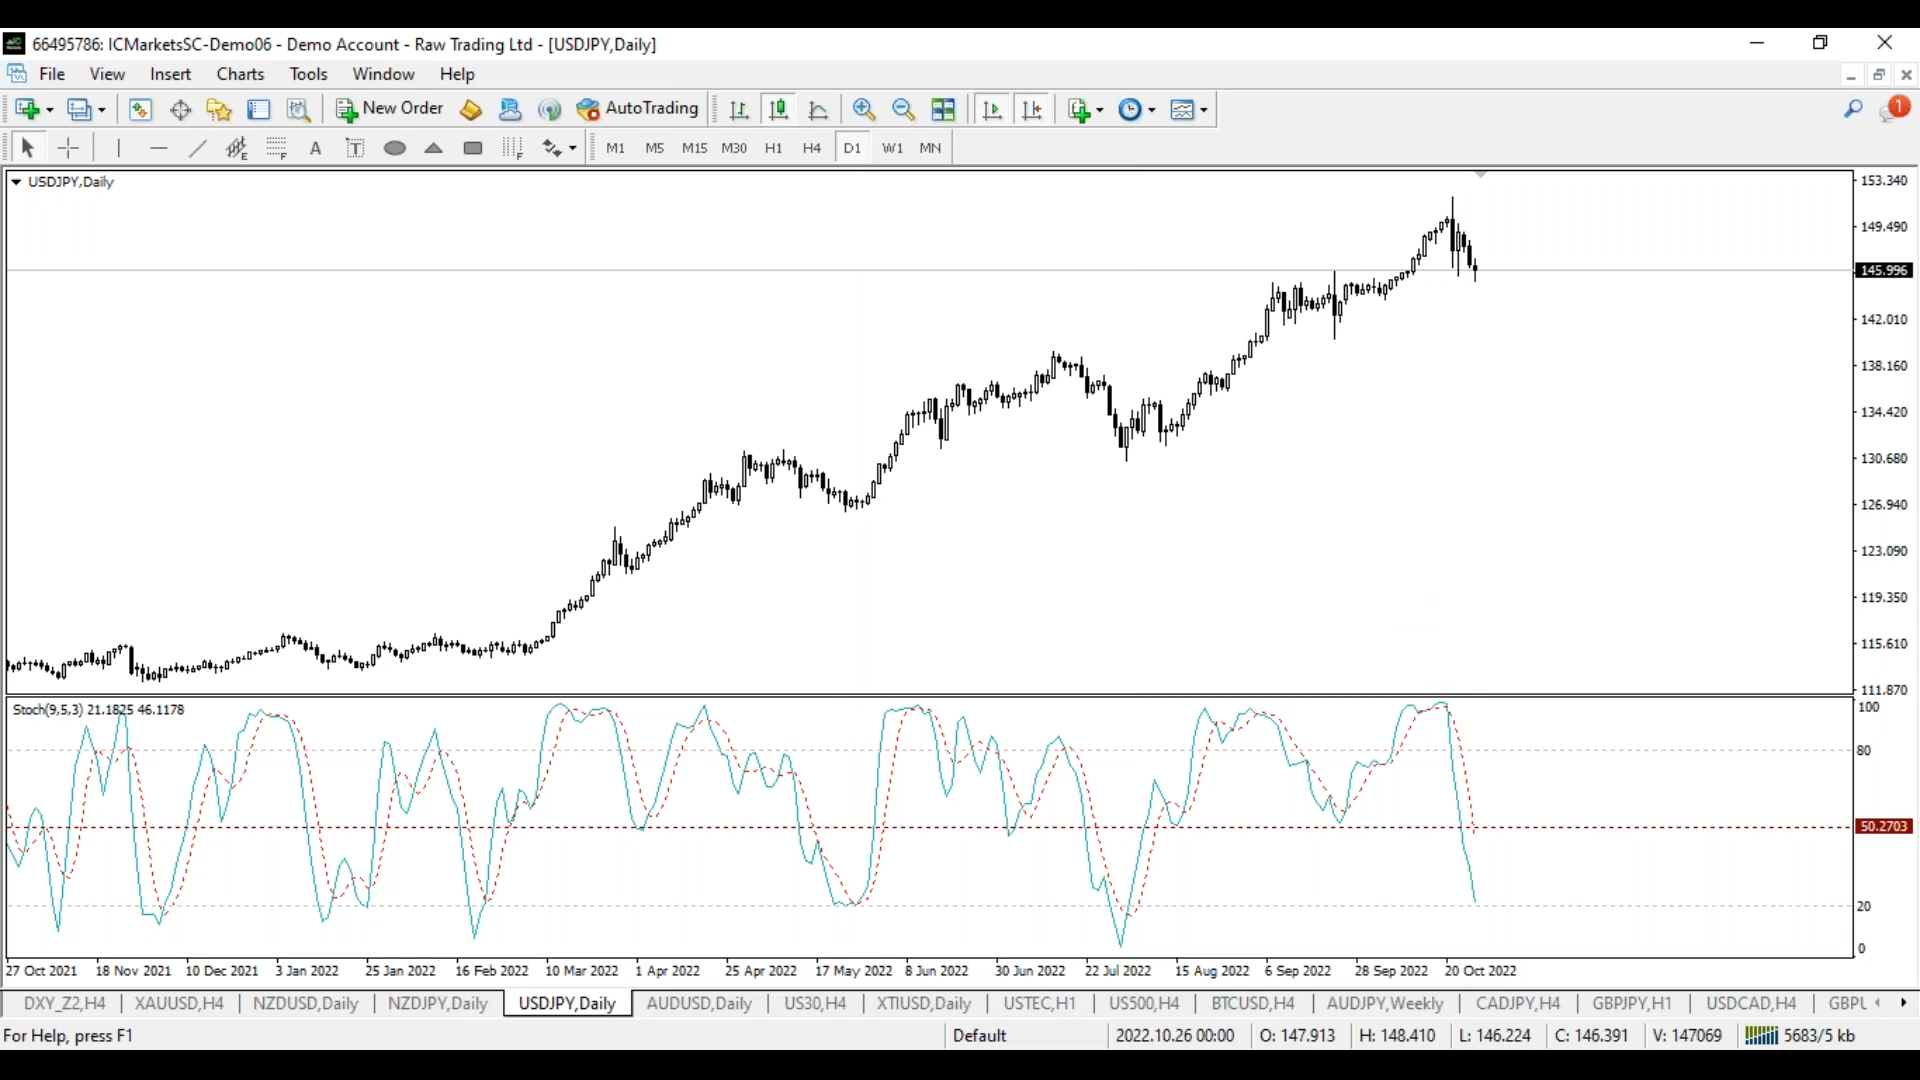 66495786: ICMarketsSC-Demo06 - Demo Account - Raw Trading Ltd - [USDJPY,Daily]
File View Insert Charts Tools Window Help
New Order AutoTrading 1
E F A T F M1 M5 M15 M30 H1 H4 D1 W1 MN
USDJPY,Daily
153.340
149.490
145.996
142.010
138.160
134.420
130.680
126.940
123.090
119.350
115.610
111.870
Stoch(9,5,3) 21.1825 46.1178
100
80
50.2703
20
0
27 Oct 2021 18 Nov 2021 10 Dec 2021 3 Jan 2022 25 Jan 2022 16 Feb 2022 10 Mar 2022 1 Apr 2022 25 Apr 2022 17 May 2022 8 Jun 2022 30 Jun 2022 22 Jul 2022 15 Aug 2022 6 Sep 2022 28 Sep 2022 20 Oct 2022
DXY_Z2,H4 XAUUSD,H4 NZDUSD,Daily NZDJPY,Daily USDJPY,Daily AUDUSD,Daily US30,H4 XTIUSD,Daily USTEC,H1 US500,H4 BTCUSD,H4 AUDJPY,Weekly CADJPY,H4 GBPJPY,H1 USDCAD,H4 GBPU
For Help, press F1 Default 2022.10.26 00:00 O: 147.913 H: 148.410 L: 146.224 C: 146.391 V: 147069 5683/5 kb